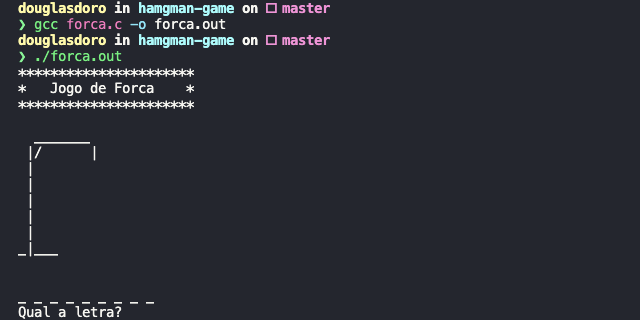 douglasdoro in hamgman-game on master
❯ gcc forca.c -o forca.out
douglasdoro in hamgman-game on master
❯ ./forca.out
**********************
*   Jogo de Forca    *
**********************
  _______
 |/      |
 |
 |
 |
 |
 |
_|___
_ _ _ _ _ _ _ _ _
Qual a letra?